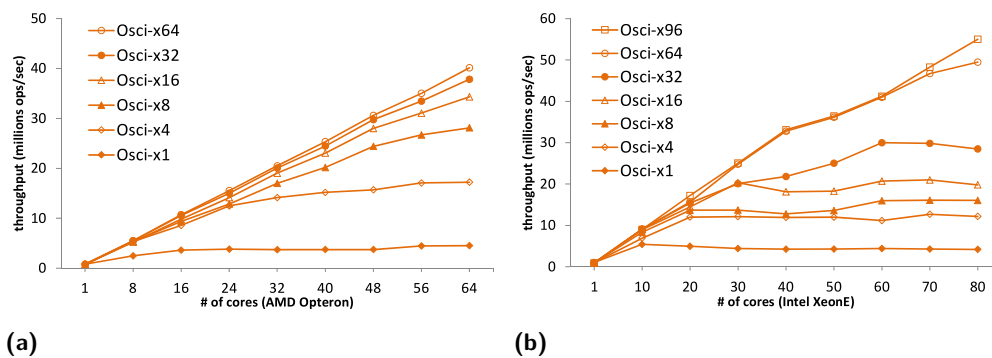 50
40
30
20
10
0
throughput (millions ops/sec)
Osci-x64
Osci-x32
Osci-x16
Osci-x8
Osci-x4
Osci-x1
1 8 16 24 32 40 48 56 64
# of cores (AMD Opteron)
(a)
60
50
40
30
20
10
0
throughput (millions ops/sec)
Osci-x96
Osci-x64
Osci-x32
Osci-x16
Osci-x8
Osci-x4
Osci-x1
1 10 20 30 40 50 60 70 80
# of cores (Intel XeonE)
(b)